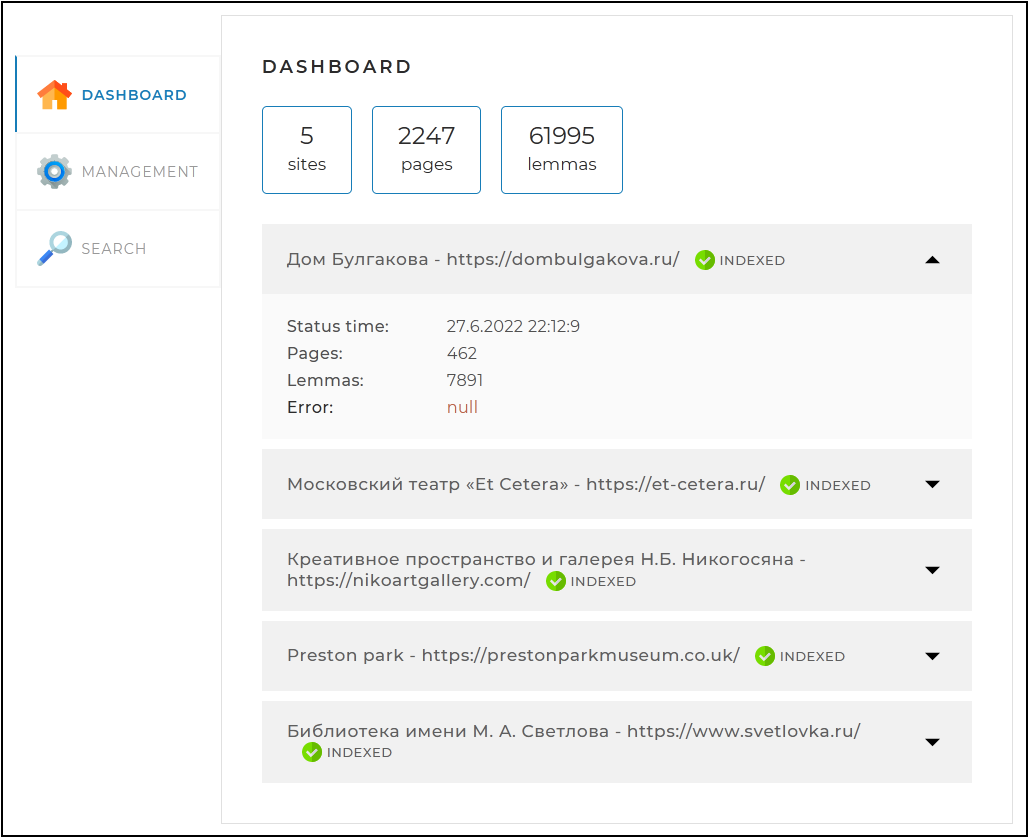 DASHBOARD
MANAGEMENT
SEARCH
DASHBOARD
5
sites
2247
pages
61995
lemmas
Дом Булгакова - https://dombulgakova.ru/ INDEXED
Status time: 27.6.2022 22:12:9
Pages: 462
Lemmas: 7891
Error: null
Московский театр «Et Cetera» - https://et-cetera.ru/ INDEXED
Креативное пространство и галерея Н.Б. Никогосяна -
https://nikoartgallery.com/ INDEXED
Preston park - https://prestonparkmuseum.co.uk/ INDEXED
Библиотека имени М. А. Светлова - https://www.svetlovka.ru/
INDEXED